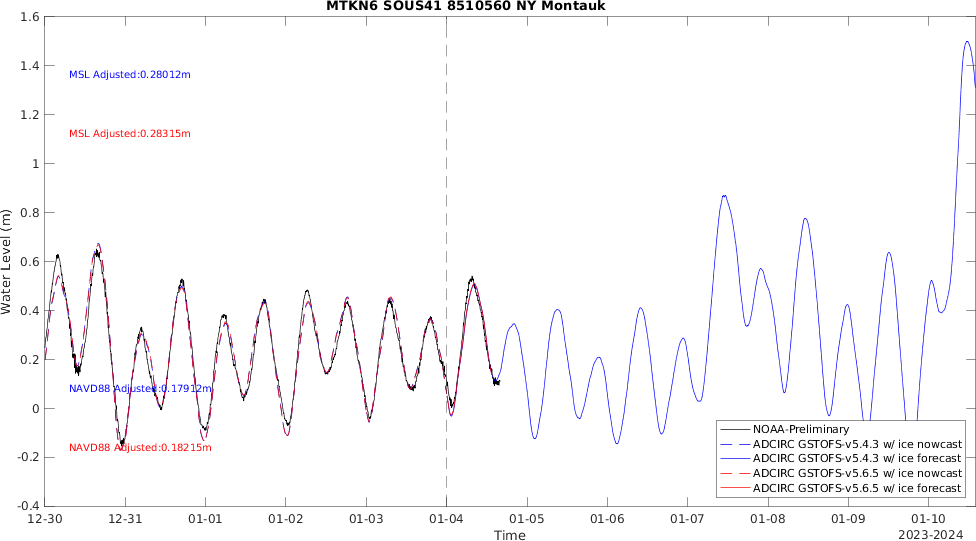 MTKN6 SOUS41 8510560 NY Montauk
1.6
1.4
1.2
1
0.8
0.6
0.4
0.2
0
-0.2
-0.4
Water Level (m)
MSL Adjusted:0.28012m
MSL Adjusted:0.28315m
NAVD88 Adjusted:0.17912m
NAVD88 Adjusted:0.18215m
NOAA-Preliminary
ADCIRC GSTOFS-v5.4.3 w/ ice nowcast
ADCIRC GSTOFS-v5.4.3 w/ ice forecast
ADCIRC GSTOFS-v5.6.5 w/ ice nowcast
ADCIRC GSTOFS-v5.6.5 w/ ice forecast
12-30 12-31 01-01 01-02 01-03 01-04 01-05 01-06 01-07 01-08 01-09 01-10
Time
2023-2024